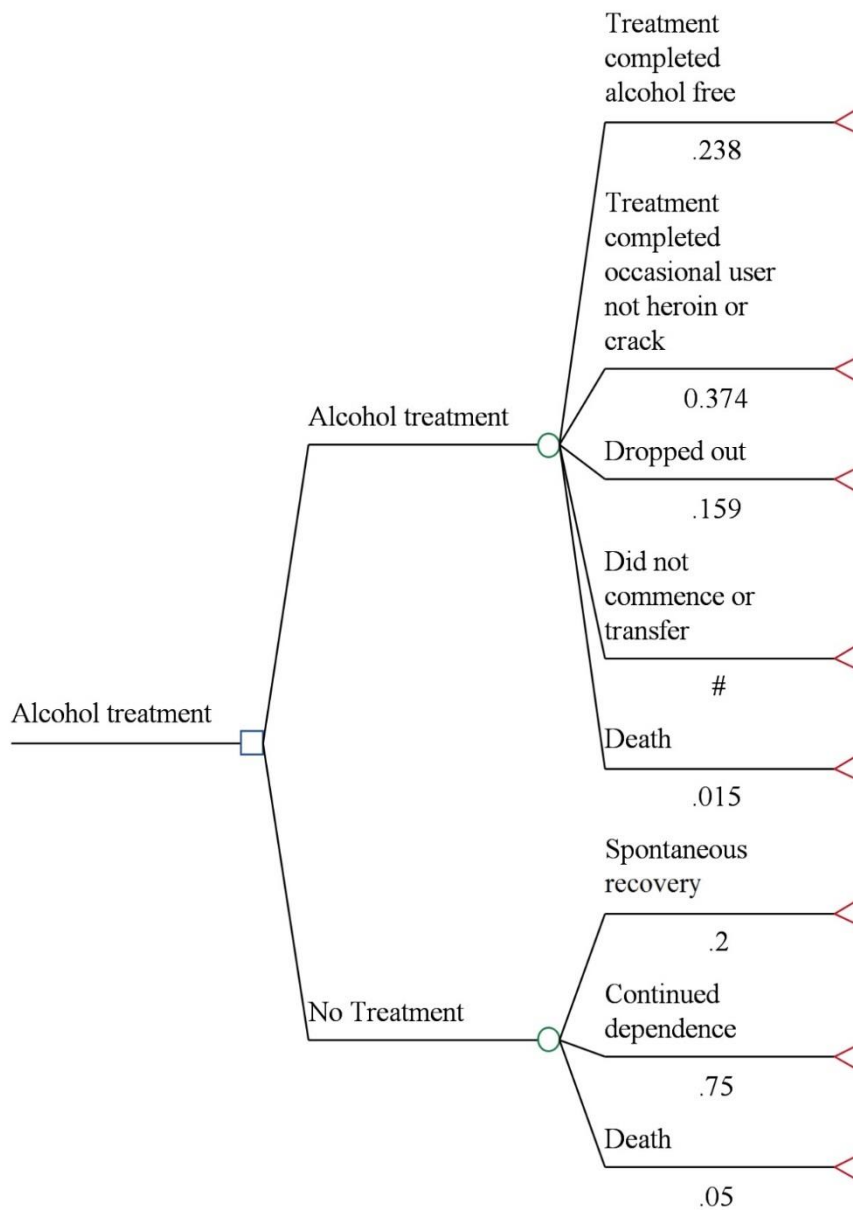 Treatment
completed
alcohol free
.238
Treatment
completed
occasional user
not heroin or
crack
0.374
Alcohol treatment
Dropped out
.159
Did not
commence or
transfer
#
Alcohol treatment
Death
.015
Spontaneous
recovery
.2
No Treatment
Continued
dependence
.75
Death
.05